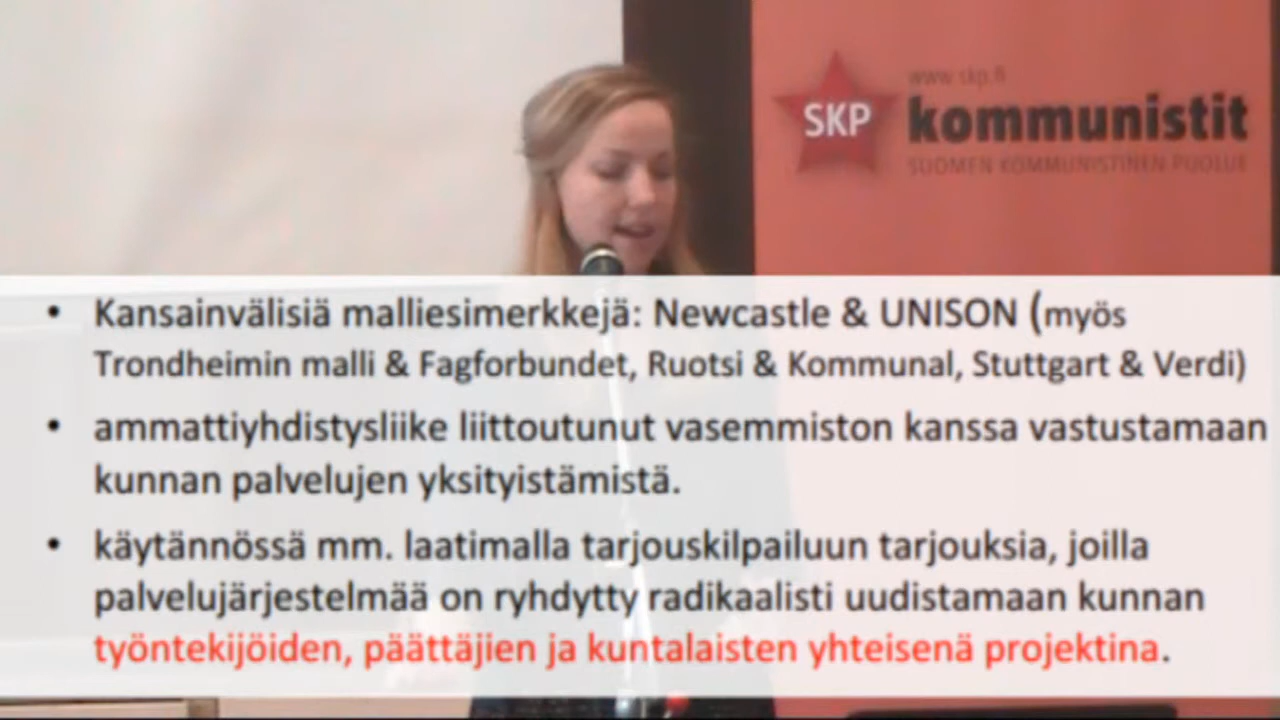 www.skp.fi
SKP
kommunistit
SUOMEN KOMMUNISTINEN PUOLUE
• Kansainvälisiä malliesimerkkejä: Newcastle & UNISON (myös
Trondheimin malli & Fagforbundet, Ruotsi & Kommunal, Stuttgart & Verdi)
• ammattiyhdistysliike liittoutunut vasemmiston kanssa vastustamaan
kunnan palvelujen yksityistämistä.
• käytännössä mm. laatimalla tarjouskilpailuun tarjouksia, joilla
palvelujärjestelmää on ryhdytty radikaalisti uudistamaan kunnan
työntekijöiden, päättäjien ja kuntalaisten yhteisenä projektina.